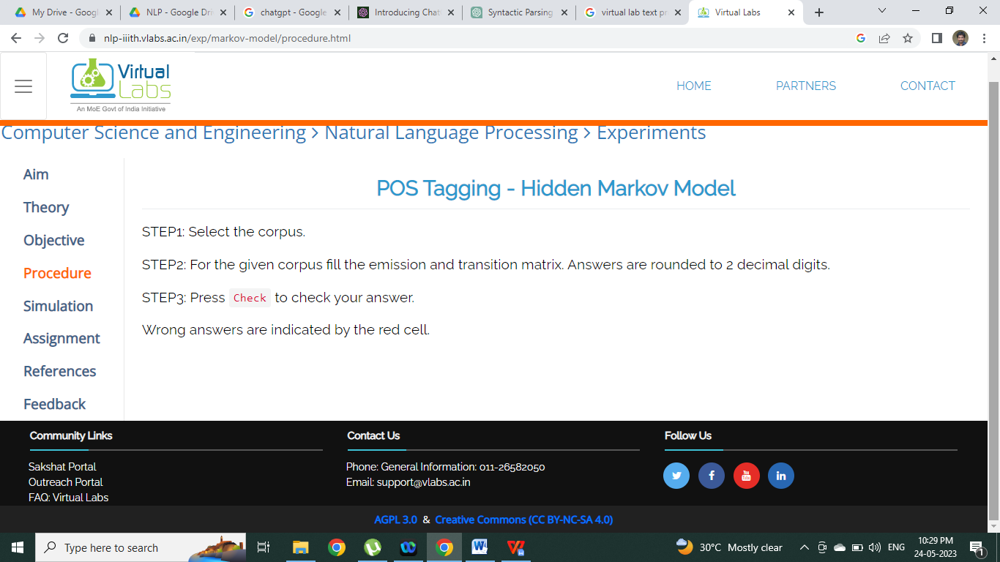 My Drive - Googl
NLP - Google Dri
chatgpt - Google
Introducing Chat
Syntactic Parsing
virtual lab text pr
Virtual Labs
nlp-iiith.vlabs.ac.in/exp/markov-model/procedure.html
Virtual
Labs
An MoE Govt of India Initiative
HOME
PARTNERS
CONTACT
Computer Science and Engineering > Natural Language Processing > Experiments
Aim
Theory
Objective
Procedure
Simulation
Assignment
References
Feedback
POS Tagging - Hidden Markov Model
STEP1: Select the corpus.
STEP2: For the given corpus fill the emission and transition matrix. Answers are rounded to 2 decimal digits.
STEP3: Press Check to check your answer.
Wrong answers are indicated by the red cell.
Community Links
Sakshat Portal
Outreach Portal
FAQ: Virtual Labs
Contact Us
Phone: General Information: 011-26582050
Email: support@vlabs.ac.in
Follow Us
AGPL 3.0 & Creative Commons (CC BY-NC-SA 4.0)
Type here to search
30°C Mostly clear
ENG
10:29 PM
24-05-2023
1